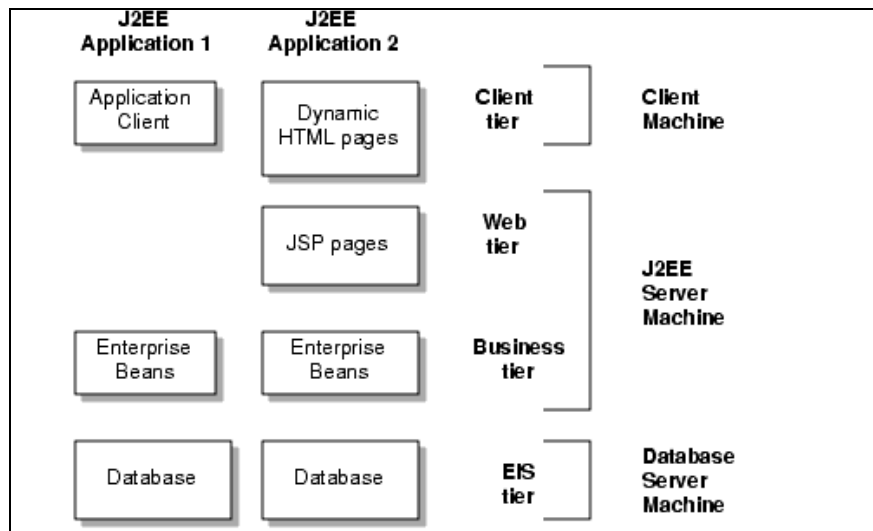 J2EE
Application 1
J2EE
Application 2
Application
Client
Dynamic
HTML pages
Client
tier
Client
Machine
JSP pages
Web
tier
J2EE
Server
Machine
Enterprise
Beans
Enterprise
Beans
Business
tier
Database
Database
EIS
tier
Database
Server
Machine